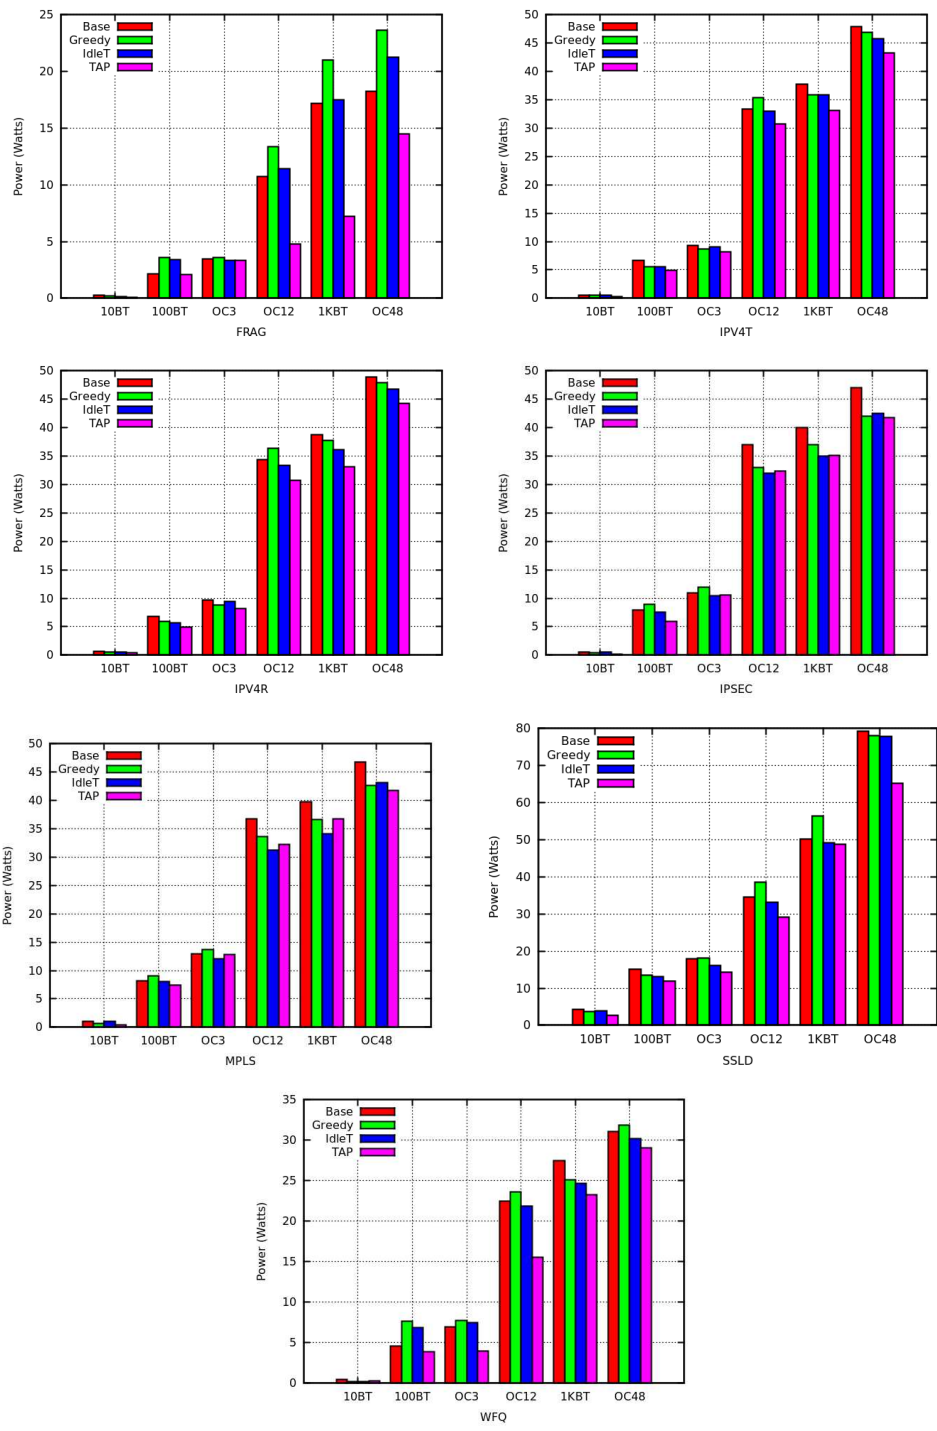 25
20
15
10
5
0
Power (Watts)
Base
Greedy
IdleT
TAP
10BT 100BT OC3 OC12 1KBT OC48
FRAG
50
45
40
35
30
25
20
15
10
5
0
Power (Watts)
Base
Greedy
IdleT
TAP
10BT 100BT OC3 OC12 1KBT OC48
IPV4T
50
45
40
35
30
25
20
15
10
5
0
Power (Watts)
Base
Greedy
IdleT
TAP
10BT 100BT OC3 OC12 1KBT OC48
IPV4R
50
45
40
35
30
25
20
15
10
5
0
Power (Watts)
Base
Greedy
IdleT
TAP
10BT 100BT OC3 OC12 1KBT OC48
IPSEC
50
45
40
35
30
25
20
15
10
5
0
Power (Watts)
Base
Greedy
IdleT
TAP
10BT 100BT OC3 OC12 1KBT OC48
MPLS
80
70
60
50
40
30
20
10
0
Power (Watts)
Base
Greedy
IdleT
TAP
10BT 100BT OC3 OC12 1KBT OC48
SSLD
35
30
25
20
15
10
5
0
Power (Watts)
Base
Greedy
IdleT
TAP
10BT 100BT OC3 OC12 1KBT OC48
WFQ